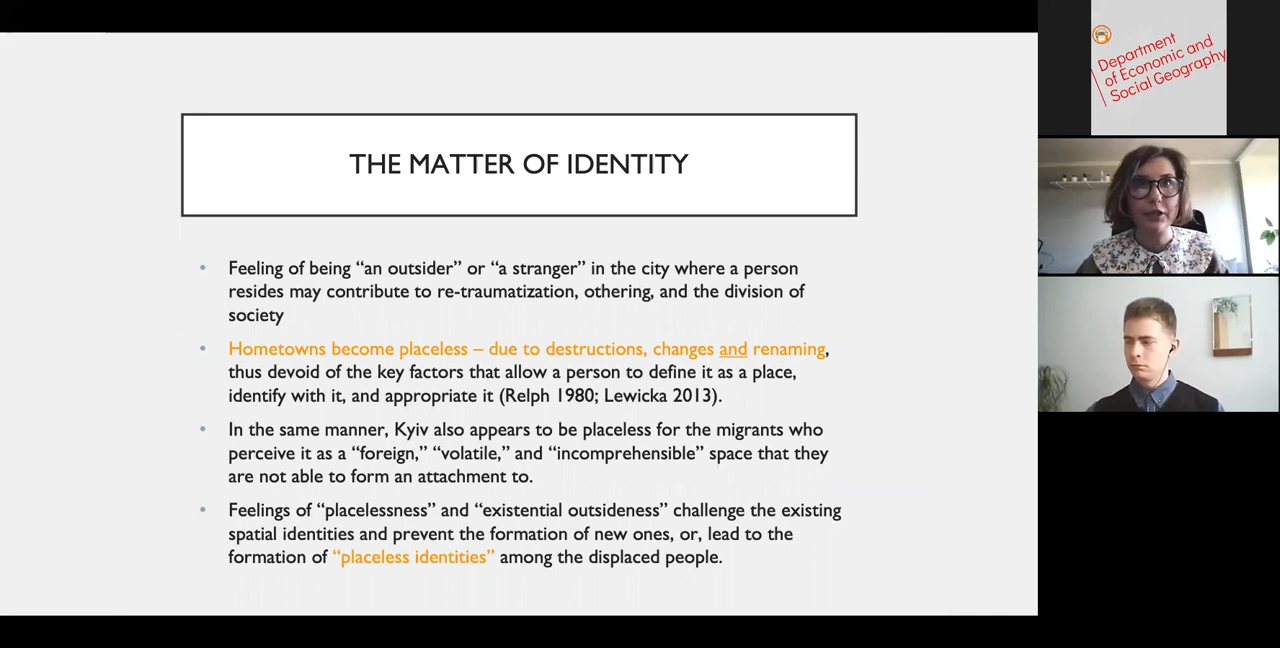 THE MATTER OF IDENTITY
• Feeling of being “an outsider” or “a stranger” in the city where a person
resides may contribute to re-traumatization, othering, and the division of
society
• Hometowns become placeless – due to destructions, changes and renaming,
thus devoid of the key factors that allow a person to define it as a place,
identify with it, and appropriate it (Relph 1980; Lewicka 2013).
• In the same manner, Kyiv also appears to be placeless for the migrants who
perceive it as a “foreign,” “volatile,” and “incomprehensible” space that they
are not able to form an attachment to.
• Feelings of “placelessness” and “existential outsideness” challenge the existing
spatial identities and prevent the formation of new ones, or, lead to the
formation of “placeless identities” among the displaced people.
Department
of Economic and
Social Geography